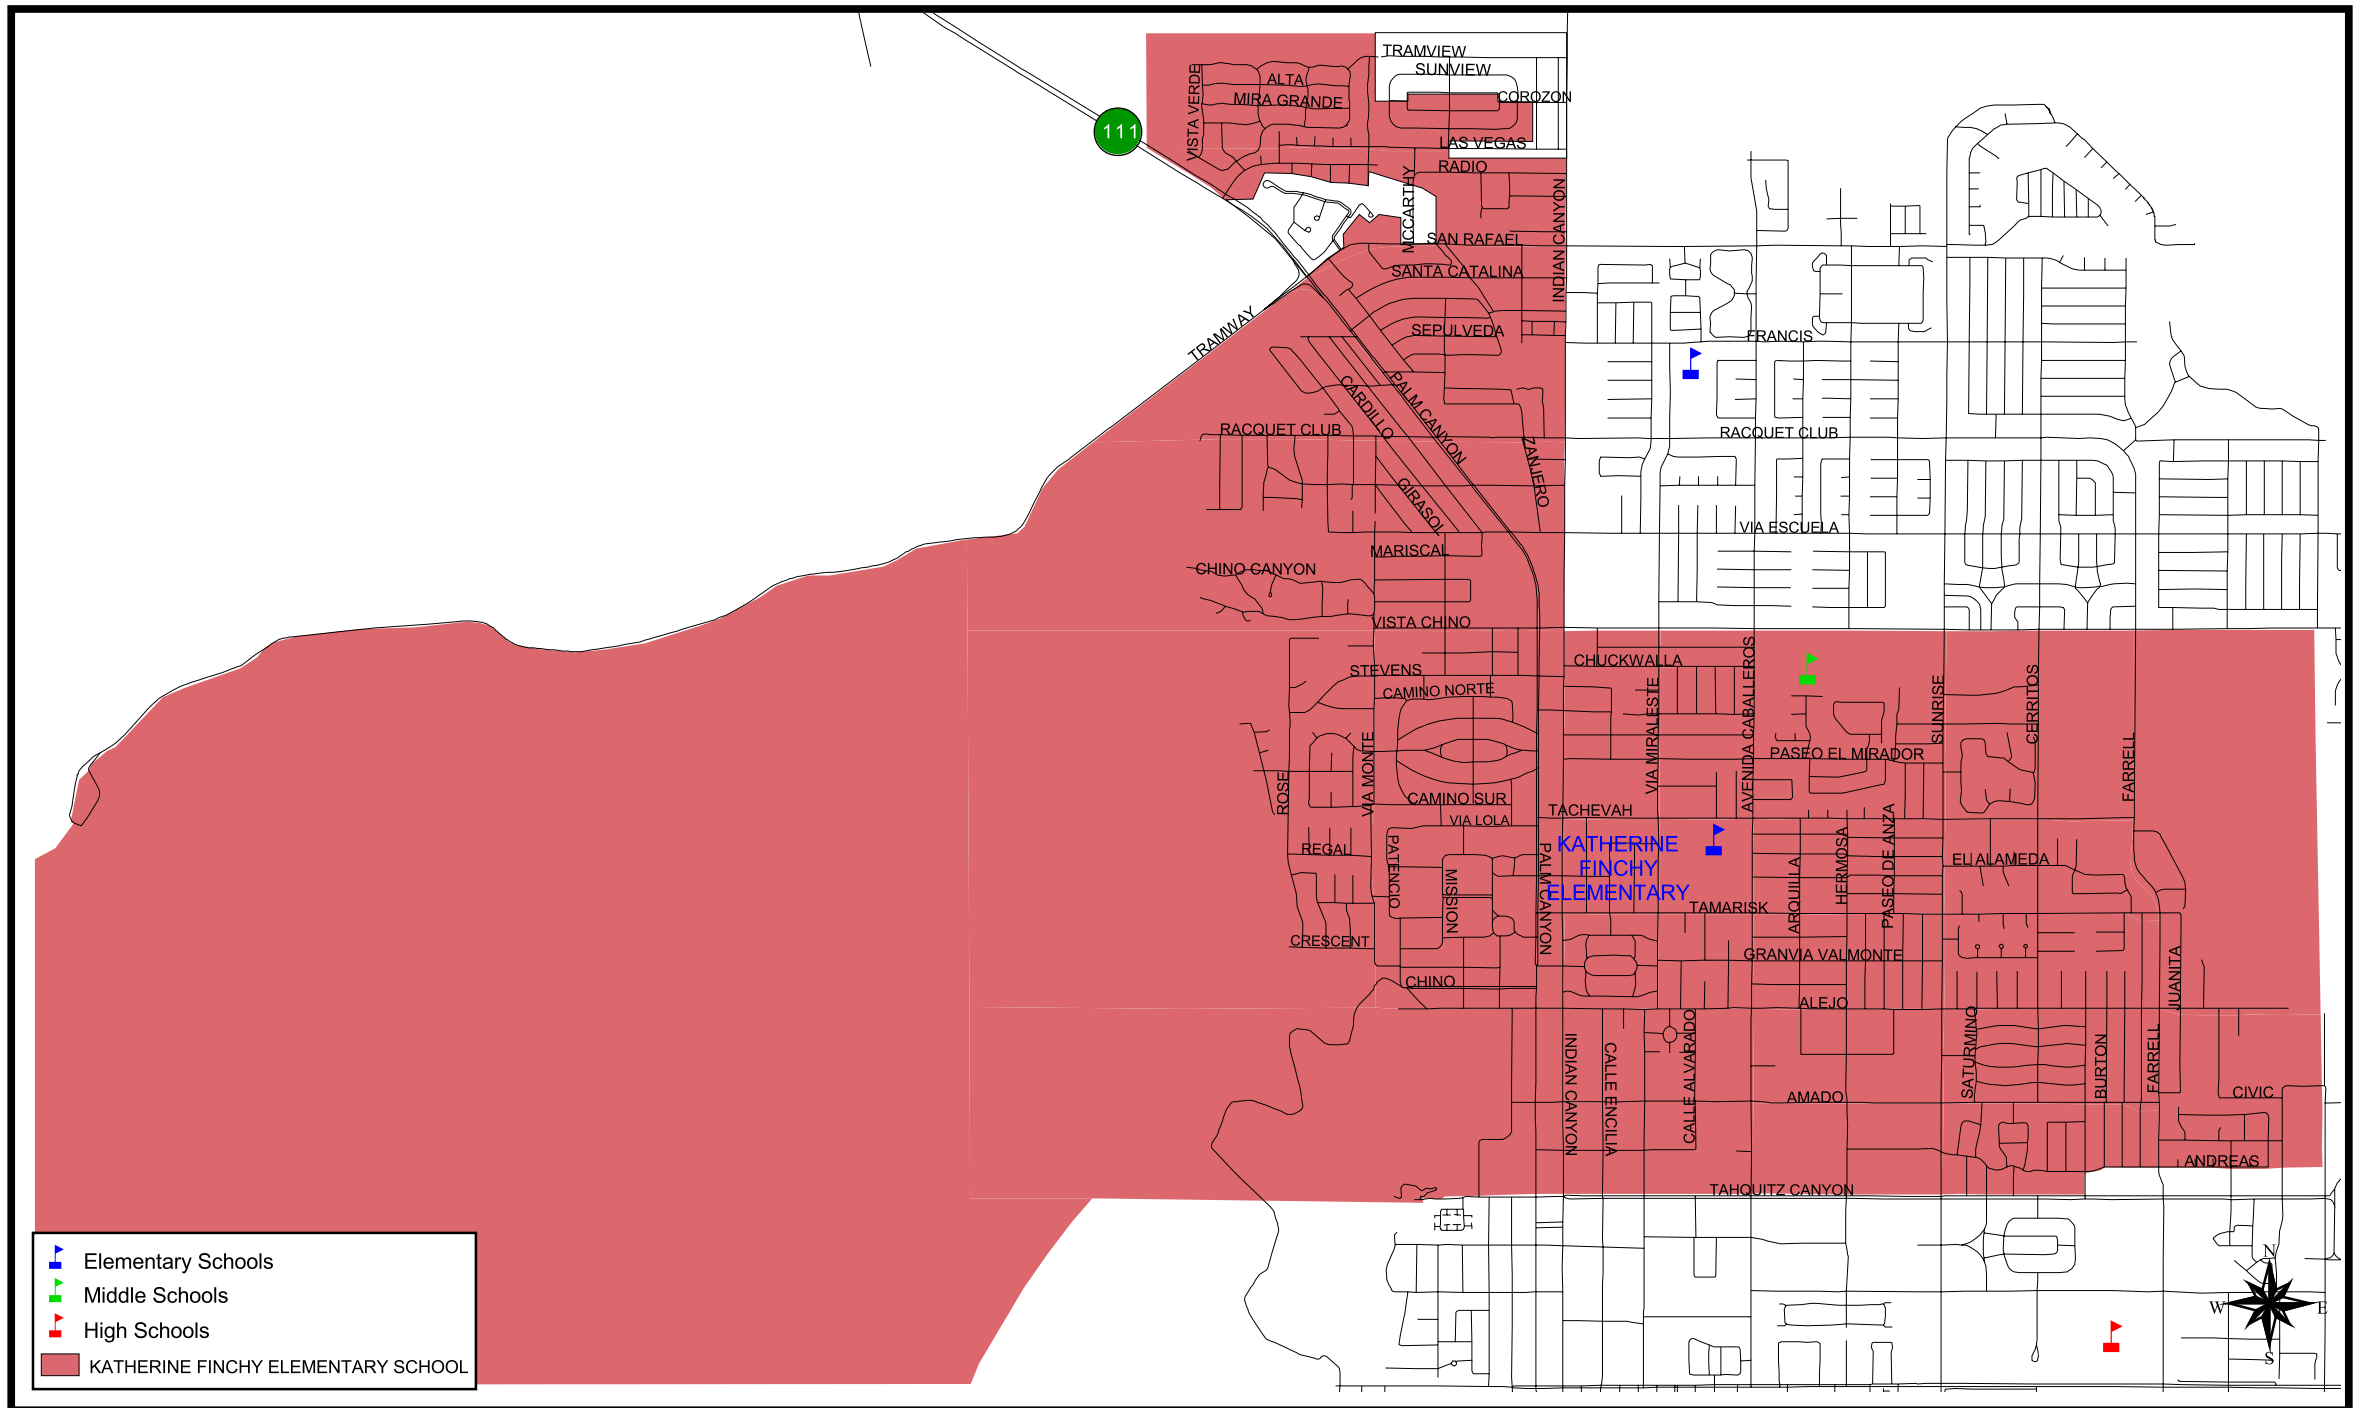 TRAMVIEW
SUNVIEW
ALTA
COROZON
MIRA GRANDE
VISTA VERDE
111
LAS VEGAS
RADIO
MCCARTHY
INDIAN CANYON
SAN RAFAEL
SANTA CATALINA
TRAMWAY
SEPULVEDA
FRANCIS
CARDILLO
PALM CANYON
RACQUET CLUB
RACQUET CLUB
ZANJERO
GIRASOL
VIA ESCUELA
MARISCAL
CHINO CANYON
VISTA CHINO
CHUCKWALLA
STEVENS
CAMINO NORTE
VIA MIRALESTE
AVENIDA CABALLEROS
SUNRISE
CERRITOS
PASEO EL MIRADOR
FARRELL
ROSE
VIA MONTE
CAMINO SUR
TACHEVAH
VIA LOLA
REGAL
PATENCIO
MISSION
PALM CANYON
KATHERINE
FINCHY
ELEMENTARY
ARQUILLA
HERMOSA
PASEO DE ANZA
EL ALAMEDA
TAMARISK
CRESCENT
GRANVIA VALMONTE
JUANITA
CHINO
ALEJO
INDIAN CANYON
CALLE ENCILIA
CALLE ALVARADO
SATURMINO
BURTON
FARRELL
AMADO
CIVIC
ANDREAS
TAHQUITZ CANYON
Elementary Schools
Middle Schools
High Schools
KATHERINE FINCHY ELEMENTARY SCHOOL
N
W
E
S